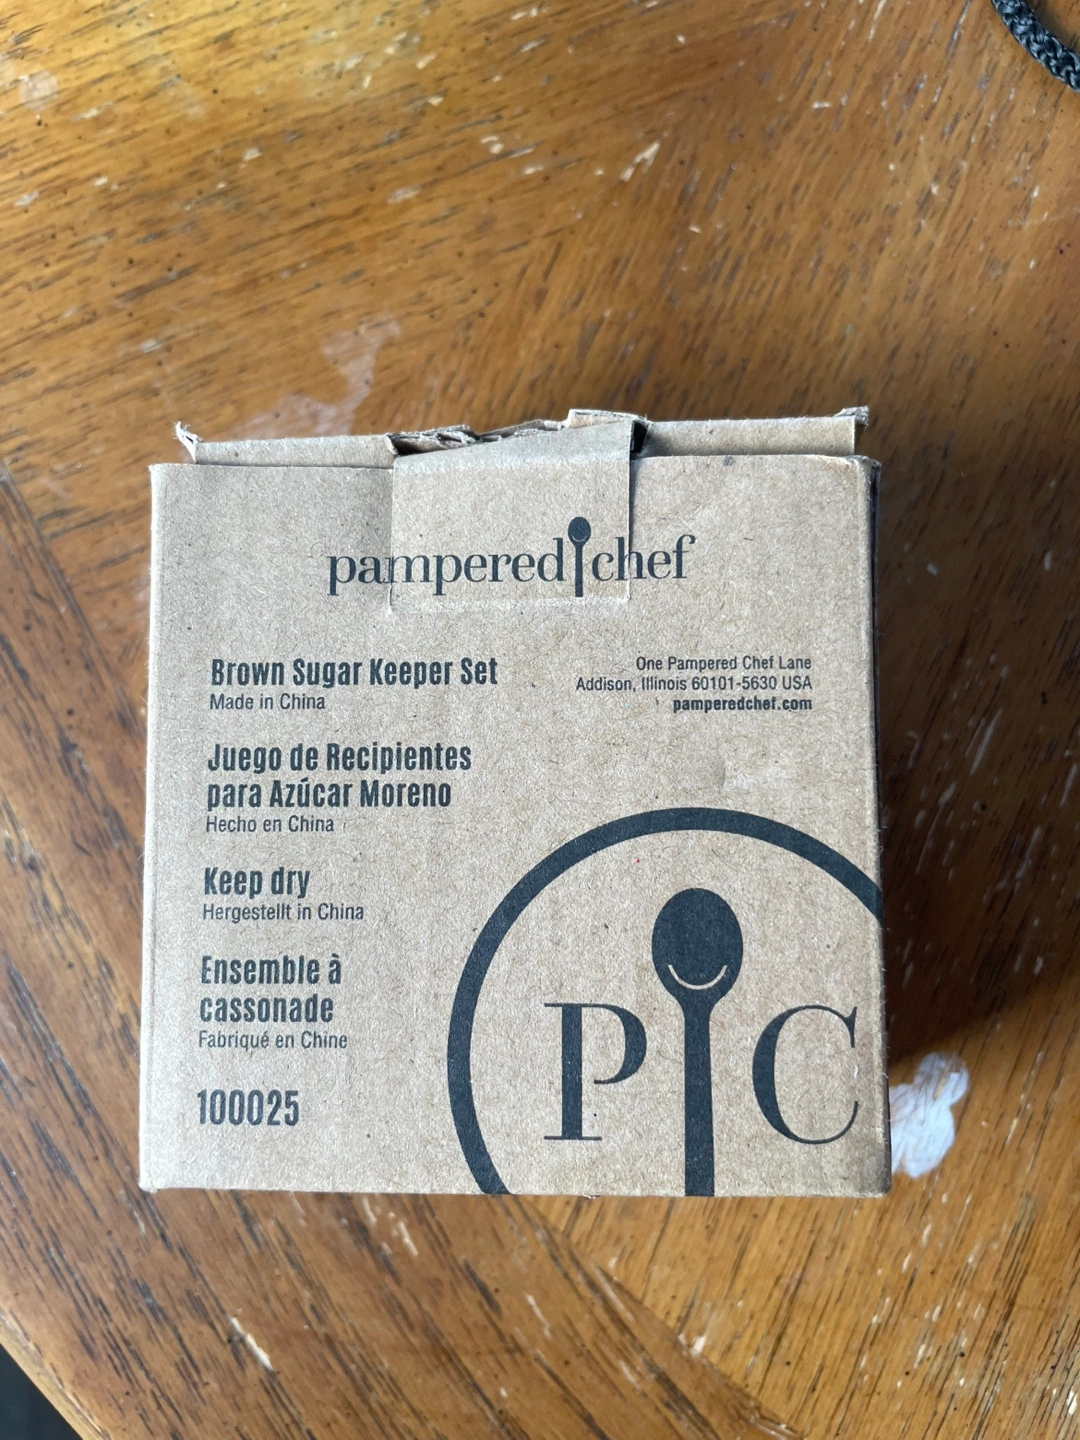 pampered chef
Brown Sugar Keeper Set
Made in China
One Pampered Chef Lane
Addison, Illinois 60101-5630 USA
pamperedchef.com
Juego de Recipientes
para Azúcar Moreno
Hecho en China
Keep dry
Hergestellt in China
Ensemble à
cassonade
Fabriqué en Chine
100025
P C